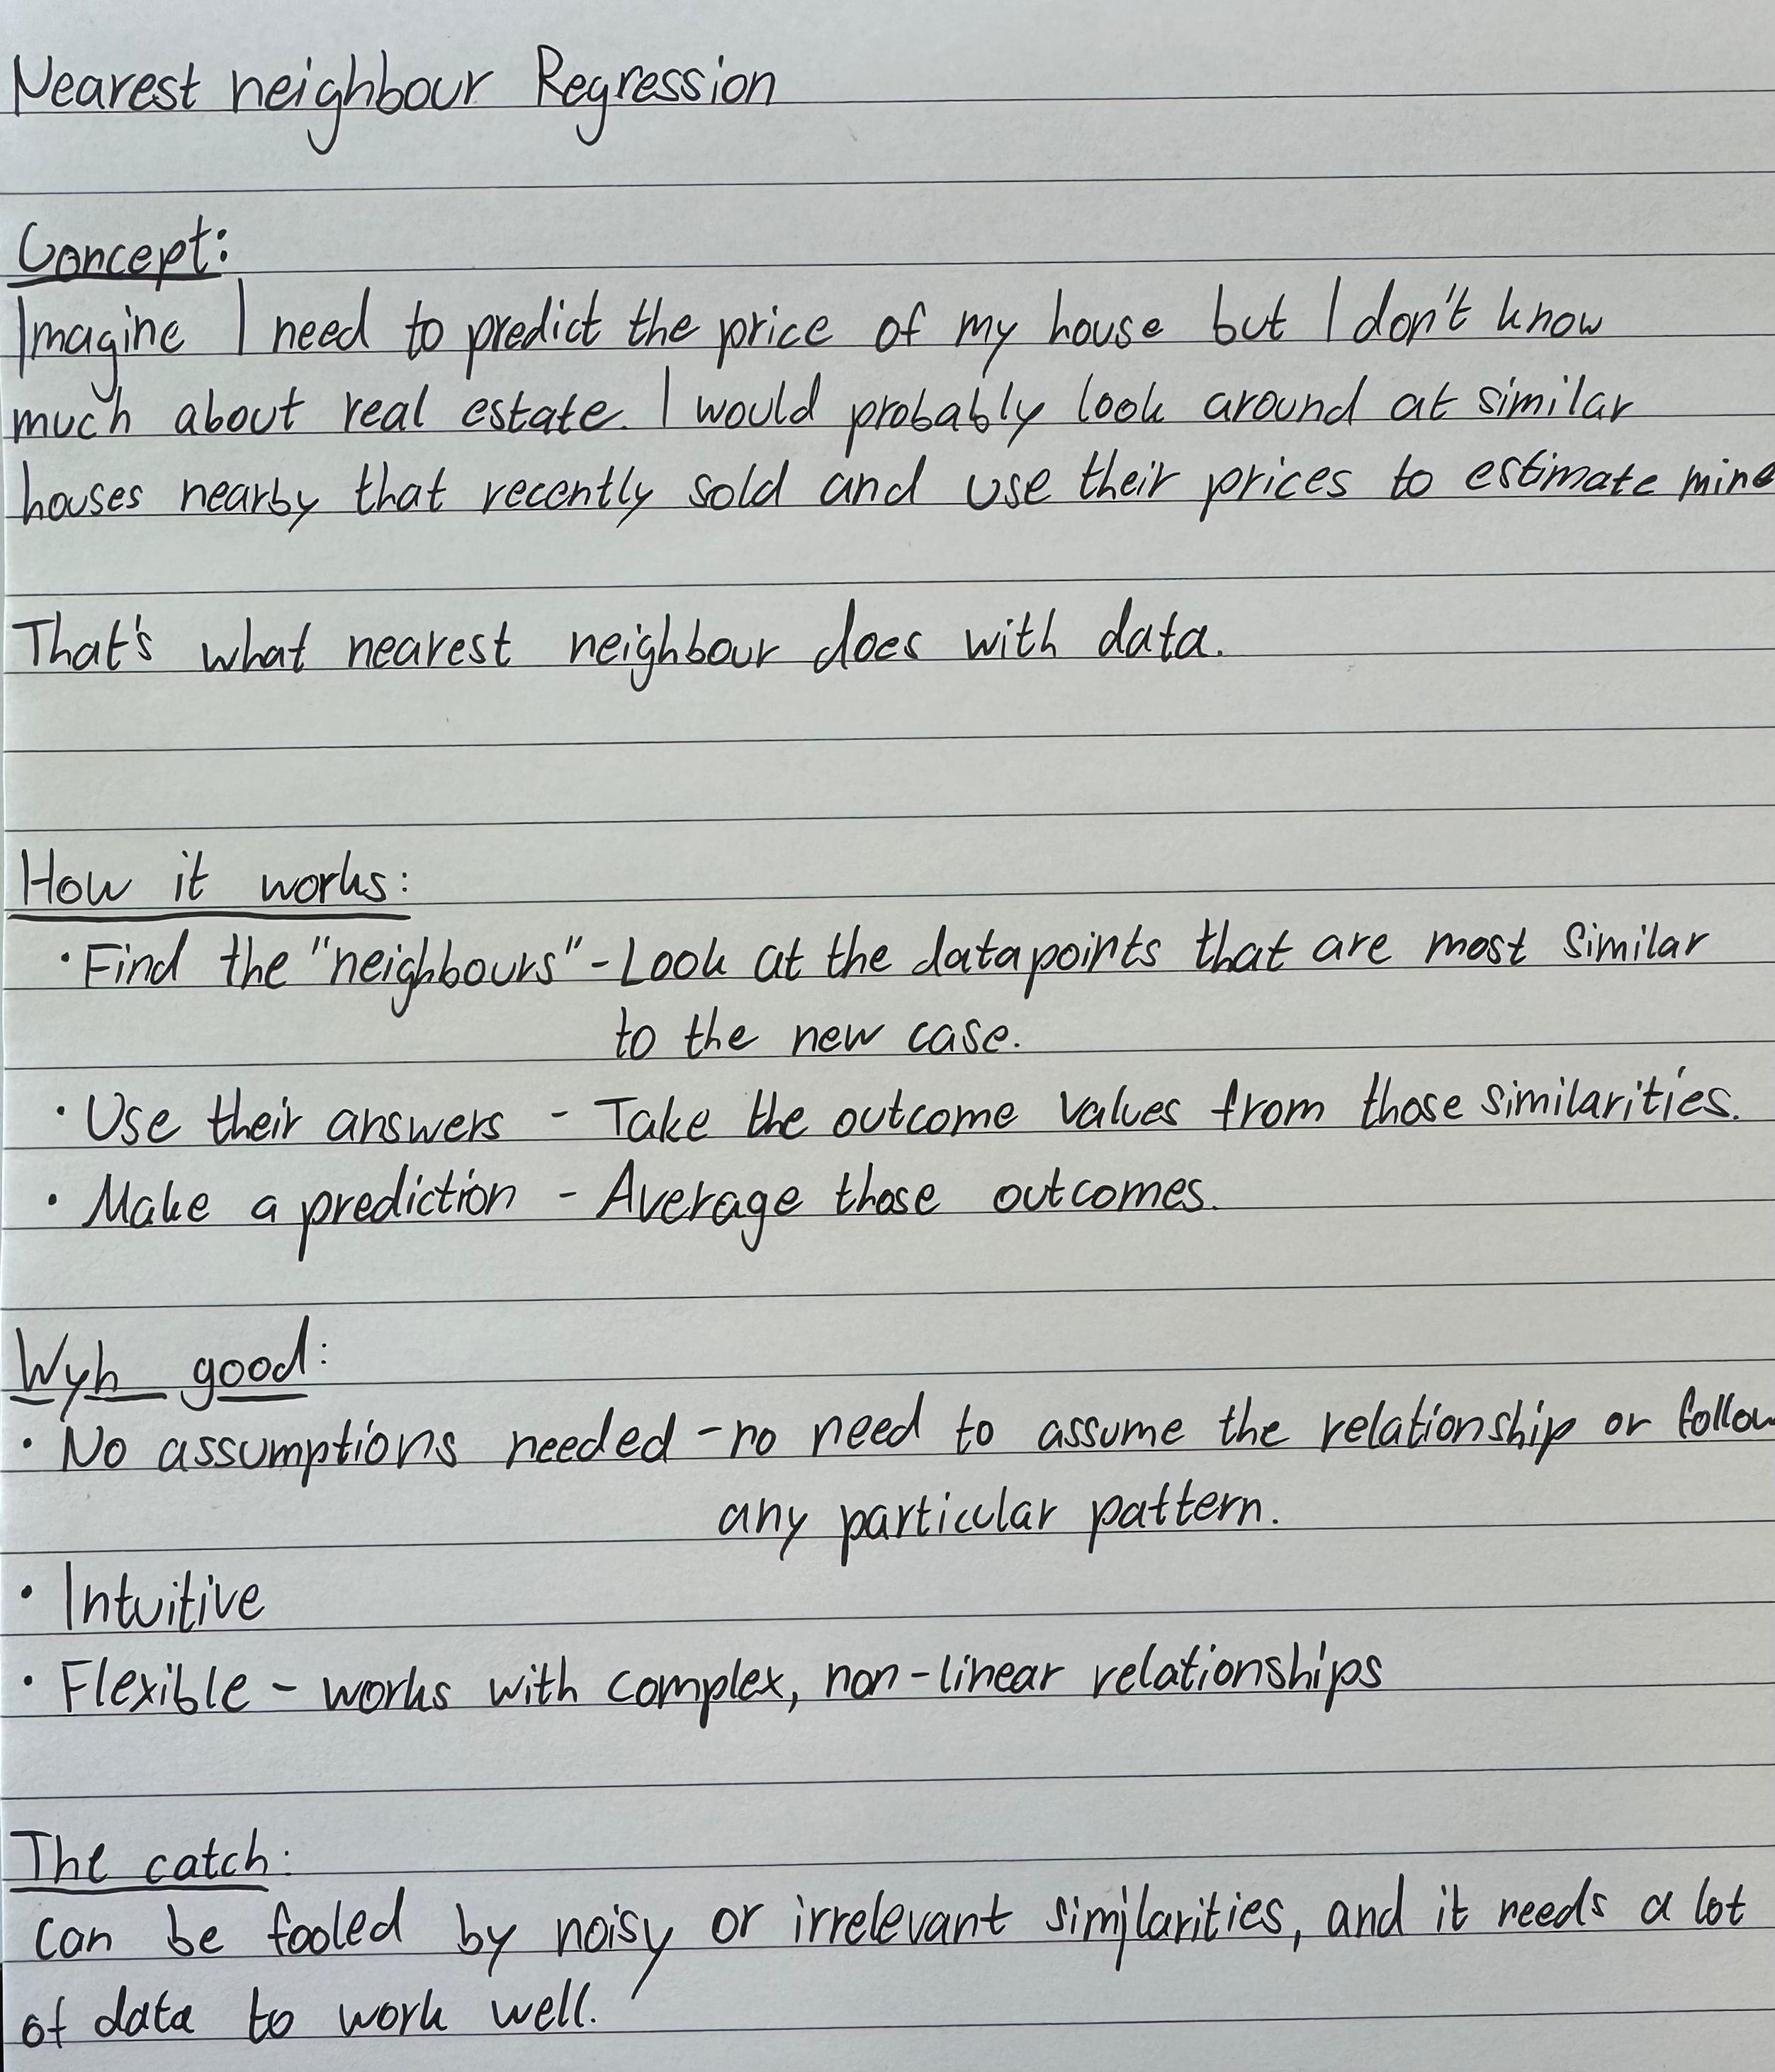 Nearest neighbour Regression
Concept:
Imagine I need to predict the price of my house but I don't know
much about real estate. I would probably look around at similar
houses nearby that recently sold and use their prices to estimate mine
That's what nearest neighbour does with data.
How it works:
· Find the "neighbours" - Look at the datapoints that are most similar
to the new case.
· Use their answers - Take the outcome values from those similarities.
· Make a prediction - Average those outcomes.
Wyh good:
· No assumptions needed - no need to assume the relationship or follow
any particular pattern.
· Intuitive
· Flexible - works with complex, non-linear relationships
The catch:
can be fooled by noisy or irrelevant similarities, and it needs a lot
of data to work well.